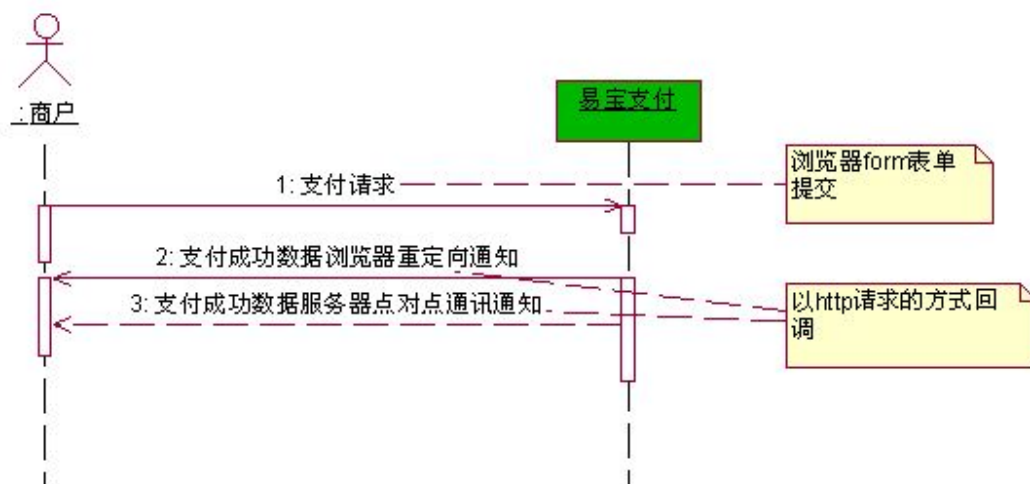 :商户
易宝支付
浏览器form表单
提交
1: 支付请求
2: 支付成功数据浏览器重定向通知
3: 支付成功数据服务器点对点通讯通知
以http请求的方式回
调